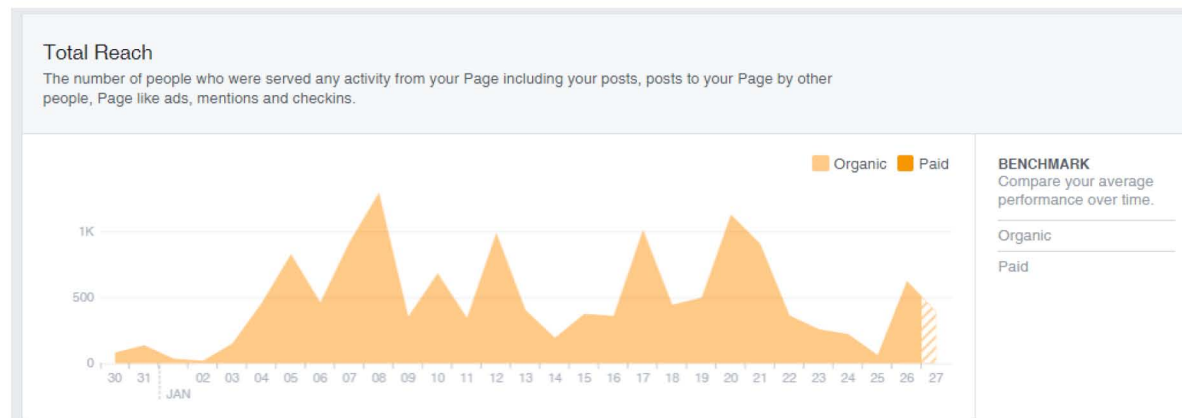 Total Reach
The number of people who were served any activity from your Page including your posts, posts to your Page by other
people, Page like ads, mentions and checkins.
Organic Paid
BENCHMARK
Compare your average
performance over time.
Organic
Paid
1K
500
0
30 31 02 03 04 05 06 07 08 09 10 11 12 13 14 15 16 17 18 19 20 21 22 23 24 25 26 27
JAN